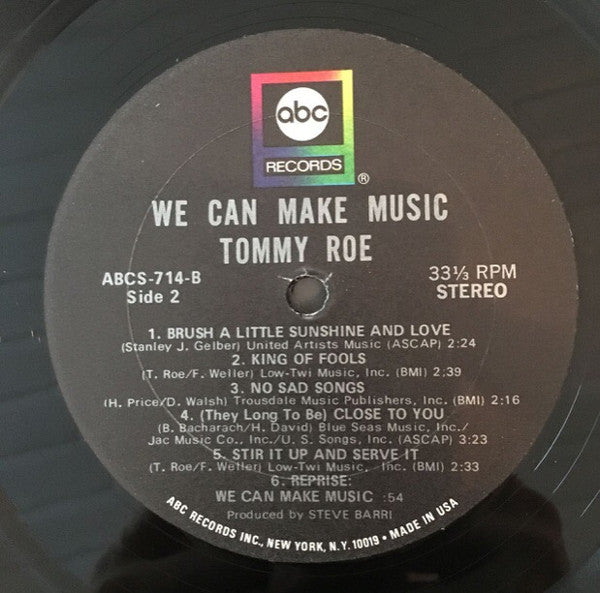 abc
RECORDS
®
WE CAN MAKE MUSIC
TOMMY ROE
ABCS-714-B
Side 2
33⅓ RPM
STEREO
1. BRUSH A LITTLE SUNSHINE AND LOVE
(Stanley J. Gelber) United Artists Music (ASCAP) 2:24
2. KING OF FOOLS
(T. Roe/F. Weller) Low-Twi Music, Inc. (BMI) 2:39
3. NO SAD SONGS
(H. Price/D. Walsh) Trousdale Music Publishers, Inc. (BMI) 2:16
4. (They Long To Be) CLOSE TO YOU
(B. Bacharach/H. David) Blue Seas Music, Inc./
Jac Music Co., Inc./U. S. Songs, Inc. (ASCAP) 3:23
5. STIR IT UP AND SERVE IT
(T. Roe/F. Weller) Low-Twi Music, Inc. (BMI) 2:33
6. REPRISE:
WE CAN MAKE MUSIC :54
Produced by STEVE BARRI
ABC RECORDS INC., NEW YORK, N.Y. 10019 • MADE IN USA